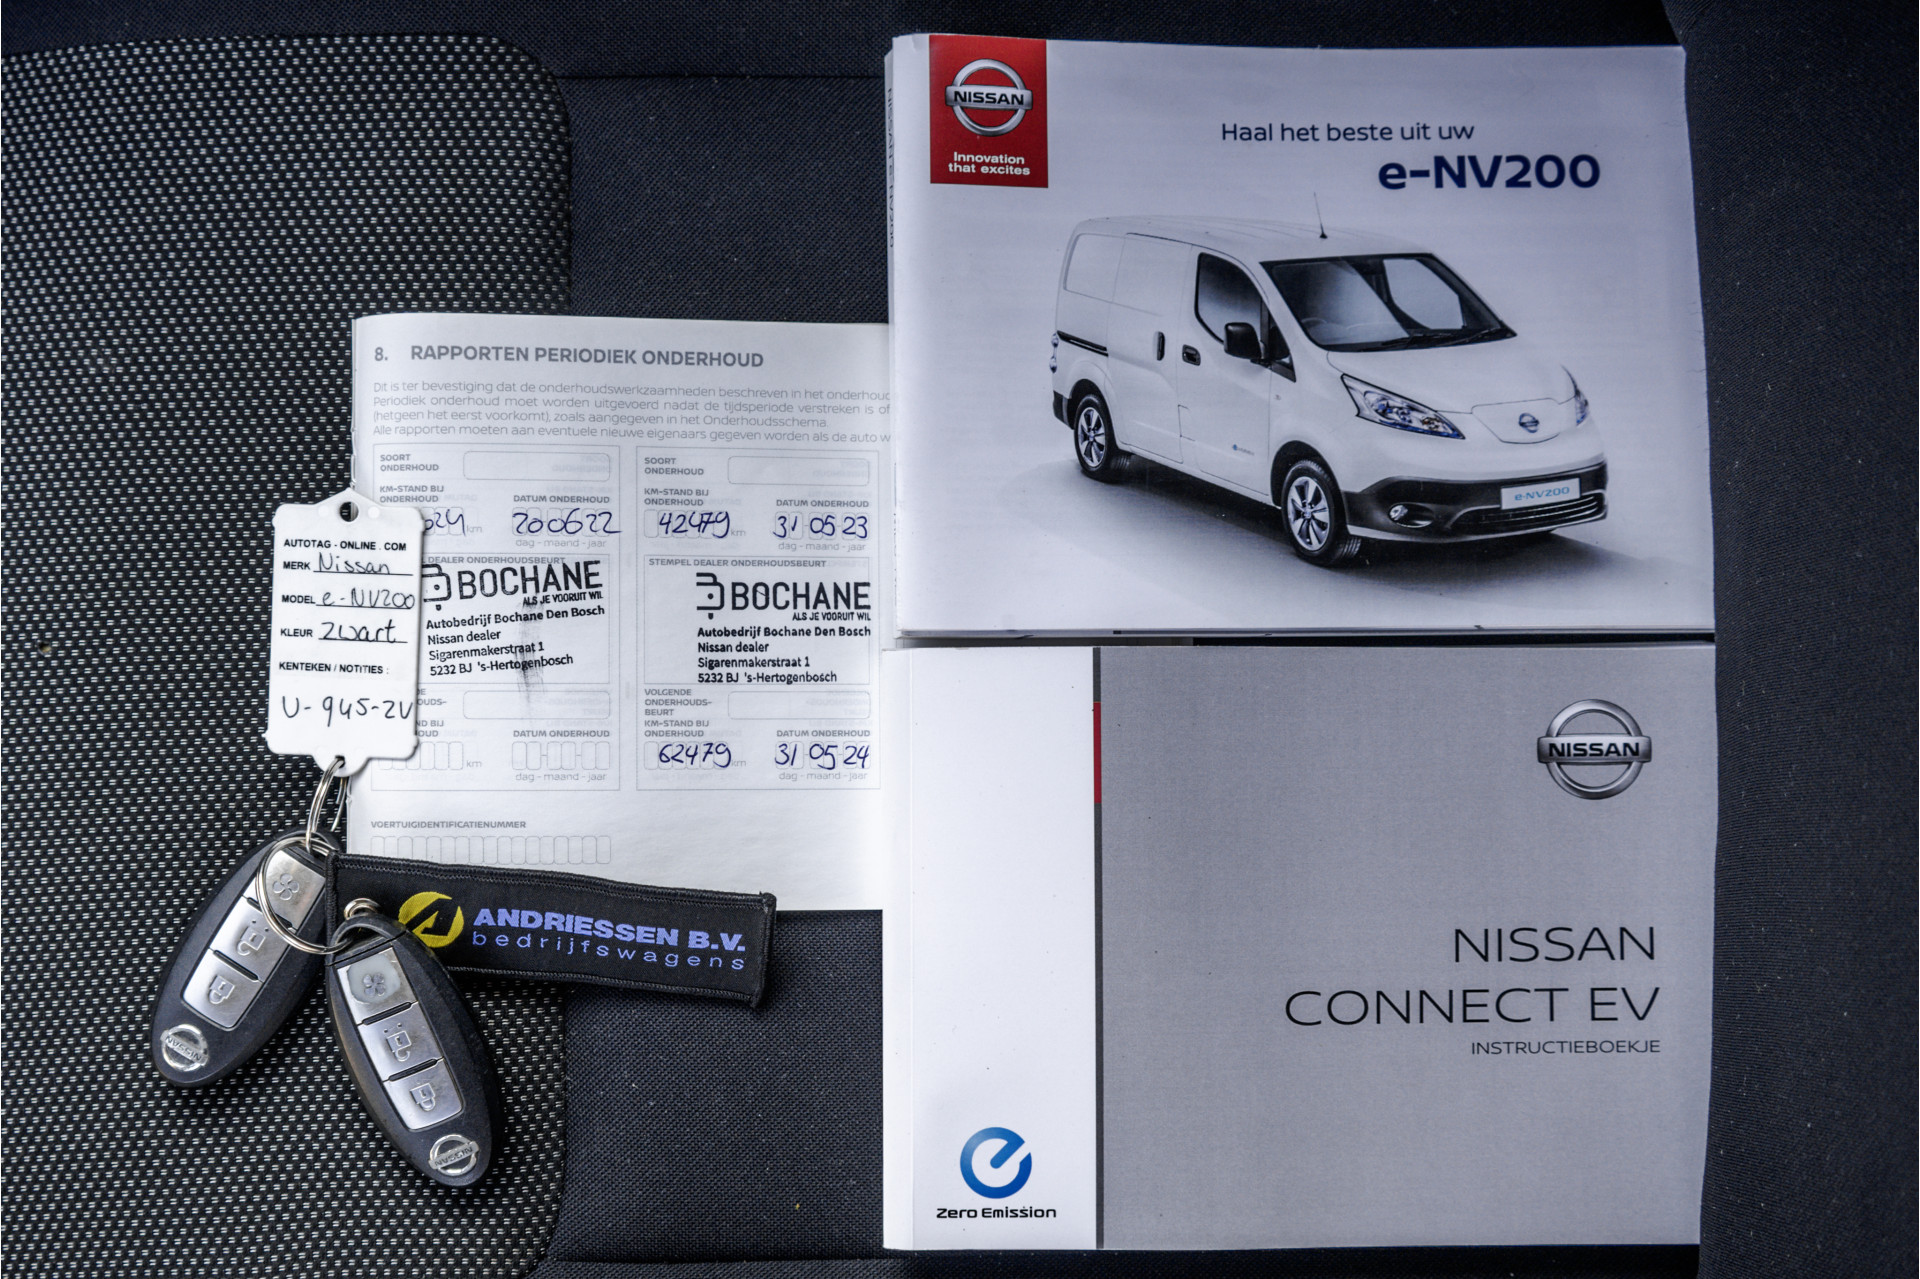 NISSAN
Innovation
that excites
Haal het beste uit uw
e-NV200
e-NV200
8. RAPPORTEN PERIODIEK ONDERHOUD
Dit is ter bevestiging dat de onderhoudswerkzaamheden beschreven in het
Periodiek onderhoud moet worden uitgevoerd nadat de tijdsperiode verstreken is of
(hetgeen het eerst voorkomt), zoals aangegeven in het Onderhoudsschema.
Alle rapporten moeten aan eventuele nieuwe eigenaars gegeven worden als de auto
SOORT
ONDERHOUD
KM-STAND BIJ
ONDERHOUD
DATUM ONDERHOUD
km
200622
dag - maand - jaar
DEALER ONDERHOUDSBEURT
BOCHANE
ALS JE VOORUIT WIL
Autobedrijf Bochane Den Bosch
Nissan dealer
Sigarenmakerstraat 1
5232 BJ 's-Hertogenbosch
DATUM ONDERHOUD
km
dag - maand - jaar
SOORT
ONDERHOUD
KM-STAND BIJ
ONDERHOUD
DATUM ONDERHOUD
42479 km
31 05 23
dag - maand - jaar
STEMPEL DEALER ONDERHOUDSBEURT
BOCHANE
ALS JE VOORUIT WIL
Autobedrijf Bochane Den Bosch
Nissan dealer
Sigarenmakerstraat 1
5232 BJ 's-Hertogenbosch
VOLGENDE
ONDERHOUDS-
BEURT
KM-STAND BIJ
ONDERHOUD
DATUM ONDERHOUD
62479 km
31 05 24
dag - maand - jaar
VOERTUIGIDENTIFICATIENUMMER
AUTOTAG - ONLINE . COM
MERK Nissan
MODEL e-NV200
KLEUR Zwart
KENTEKEN / NOTITIES :
V-945-ZV
ANDRIESSEN B.V.
bedrijfswagens
NISSAN
NISSAN
NISSAN
NISSAN
CONNECT EV
INSTRUCTIEBOEKJE
Zero Emission